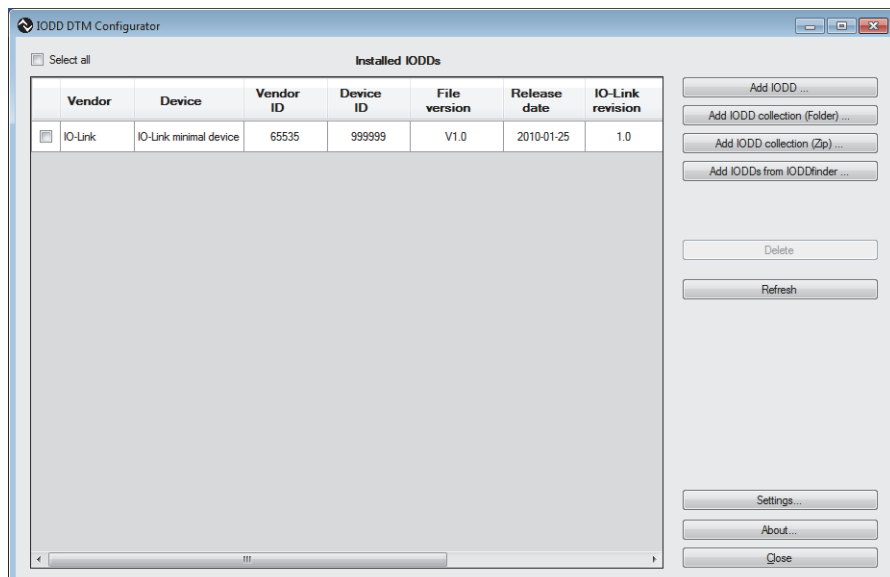 IODD DTM Configurator
Select all
Installed IODDs
Vendor Device Vendor ID Device ID File version Release date IO-Link revision
IO-Link IO-Link minimal device 65535 999999 V1.0 2010-01-25 1.0
Add IODD ...
Add IODD collection (Folder) ...
Add IODD collection (Zip) ...
Add IODDs from IODDfinder ...
Delete
Refresh
Settings...
About...
Close